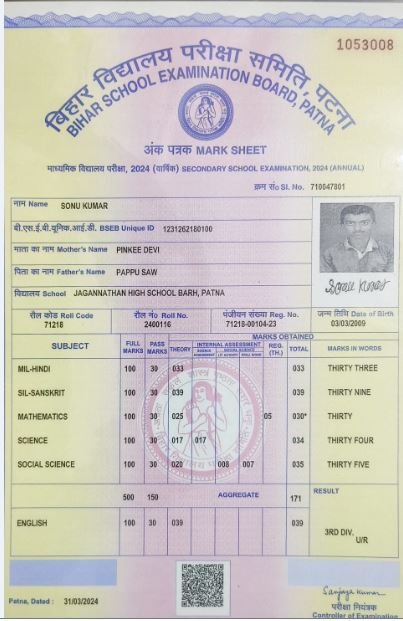 1053008
बिहार विद्यालय परीक्षा समिति, पटना
BIHAR SCHOOL EXAMINATION BOARD, PATNA
अंक पत्रक MARK SHEET
माध्यमिक विद्यालय परीक्षा, 2024 (वार्षिक) SECONDARY SCHOOL EXAMINATION, 2024 (ANNUAL)
क्रम सं० Sl. No. 710647801
नाम Name SONU KUMAR
बी.एस.ई.बी.यूनिक.आई.डी. BSEB Unique ID 1231262180100
माता का नाम Mother's Name PINKEE DEVI
पिता का नाम Father's Name PAPPU SAW
Sonu Kumar
विद्यालय School JAGANNATHAN HIGH SCHOOL BARH, PATNA
रौल कोड Roll Code रौल नं० Roll No. पंजीयन संख्या Reg. No. जन्म तिथि Date of Birth
71218 2400116 71218-00104-23 03/03/2009
SUBJECT FULL MARKS PASS MARKS MARKS OBTAINED MARKS IN WORDS
THEORY INTERNAL ASSESSMENT REG. (TH.) TOTAL
MIL-HINDI 100 30 033 033 THIRTY THREE
SIL-SANSKRIT 100 30 039 039 THIRTY NINE
MATHEMATICS 100 30 025 05 030* THIRTY
SCIENCE 100 30 017 017 034 THIRTY FOUR
SOCIAL SCIENCE 100 30 020 008 007 035 THIRTY FIVE
500 150 AGGREGATE 171 RESULT
ENGLISH 100 30 039 039 3RD DIV.
U/R
Patna, Dated : 31/03/2024
Sanjaya Kumar
परीक्षा नियंत्रक
Controller of Examination